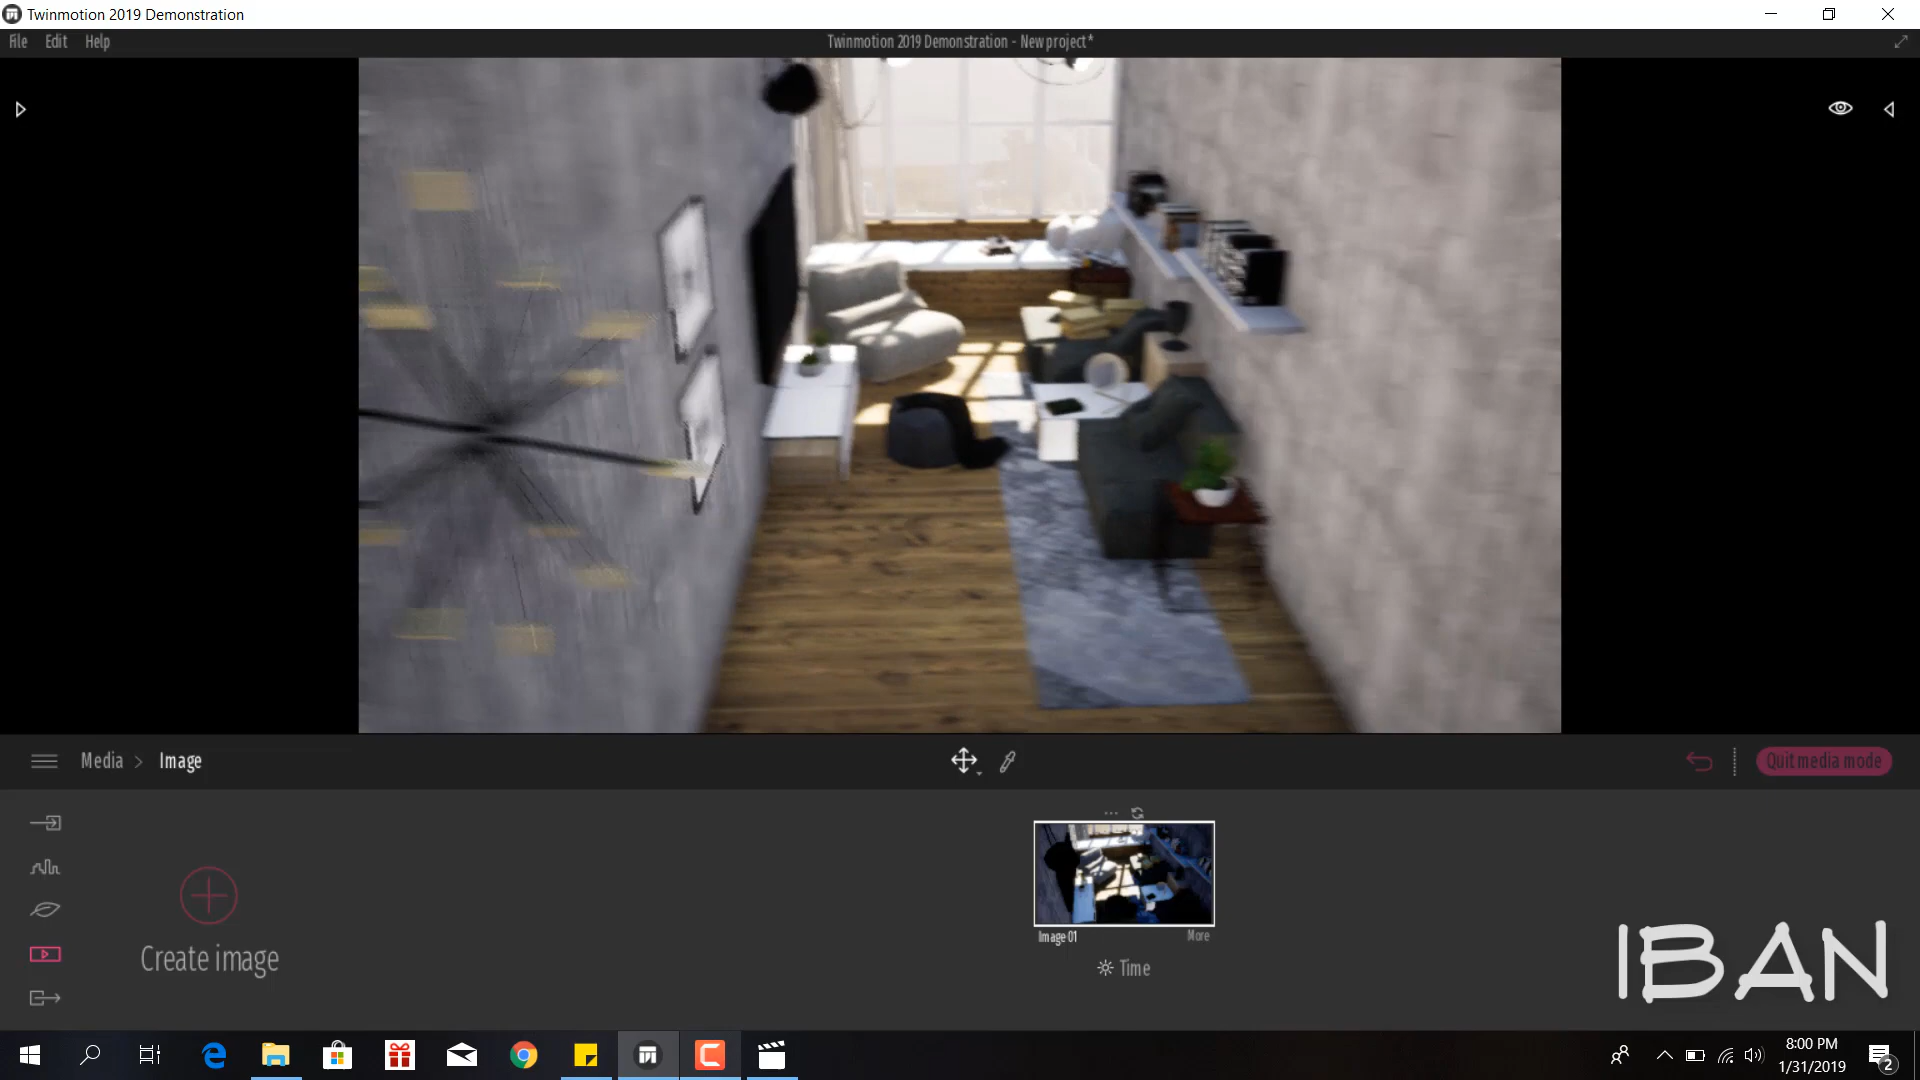 Twinmotion 2019 Demonstration
File Edit Help
Twinmotion 2019 Demonstration - New project*
Media > Image
Quit media mode
Create image
Image 01
More
Time
IBAN
8:00 PM
1/31/2019
2